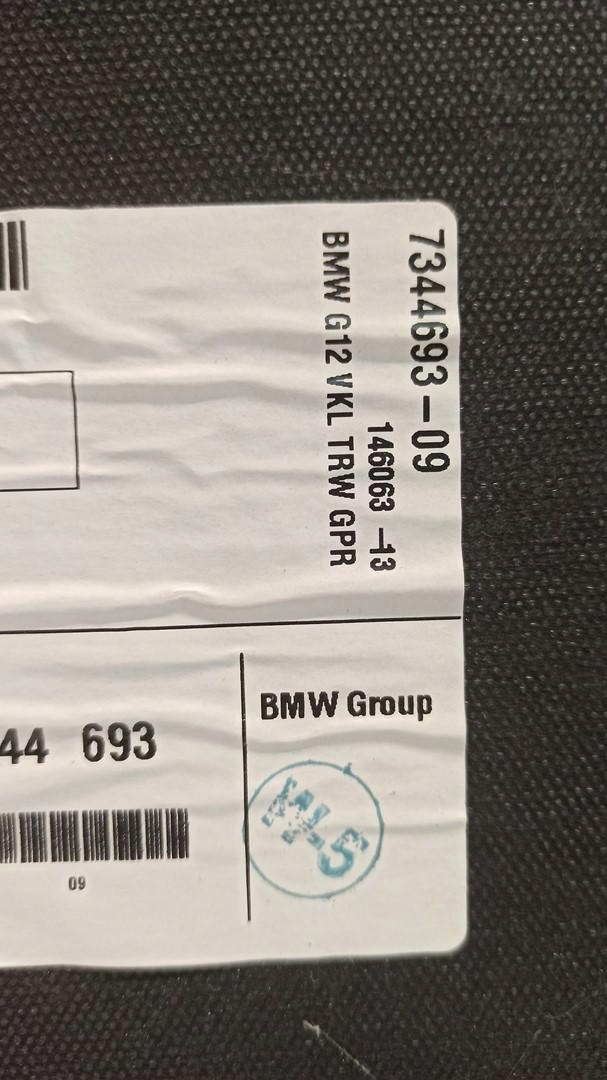 7344693-09
146063 -13
BMW G12 VKL TRW GPR
BMW Group
44 693
09